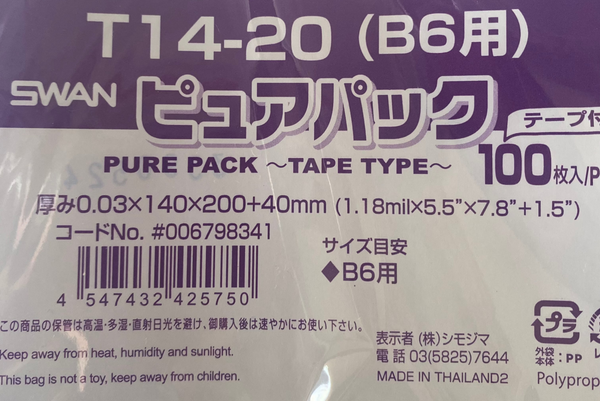 T14-20 (B6用)
SWAN ピュアパック テープ付
PURE PACK ～TAPE TYPE～ 100枚入/P
厚み0.03×140×200+40mm (1.18mil×5.5"×7.8"+1.5")
コードNo. #006798341
サイズ目安
◆B6用
4 547432 425750
この商品の保管は高温・多湿・直射日光を避け、御購入後は速やかにお使い下さい。
Keep away from heat, humidity and sunlight.
This bag is not a toy, keep away from children.
表示者 (株)シモジマ
電話 03(5825)7644
MADE IN THAILAND2
プラ
外袋
本体 : PP
Polyprop